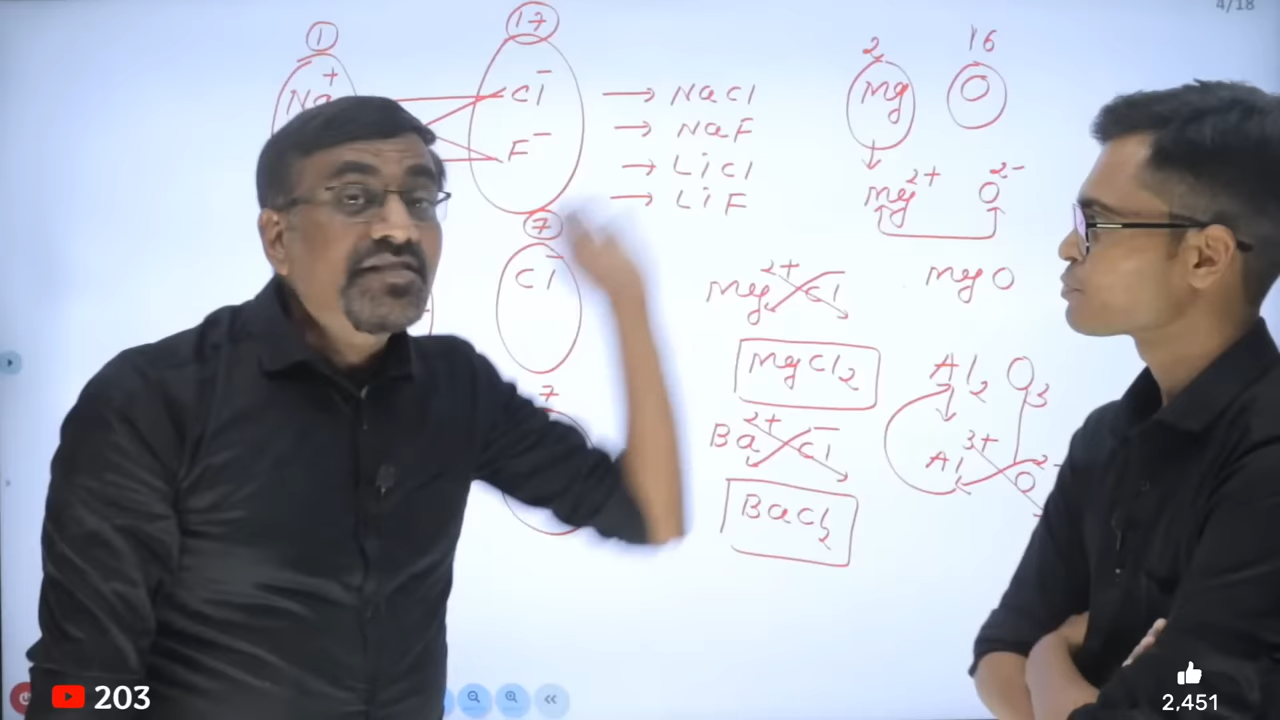 4/18
1
17
2
16
Na+
Cl-
→ NaCl
Mg
O
F-
→ NaF
→ LiCl
Mg2+ O2-
→ LiF
7
Cl-
Mg2+ Cl
MgO
MgCl2
Al2 O3
7
Ba2+ Cl-
Al3+ O2-
BaCl2
203
2,451